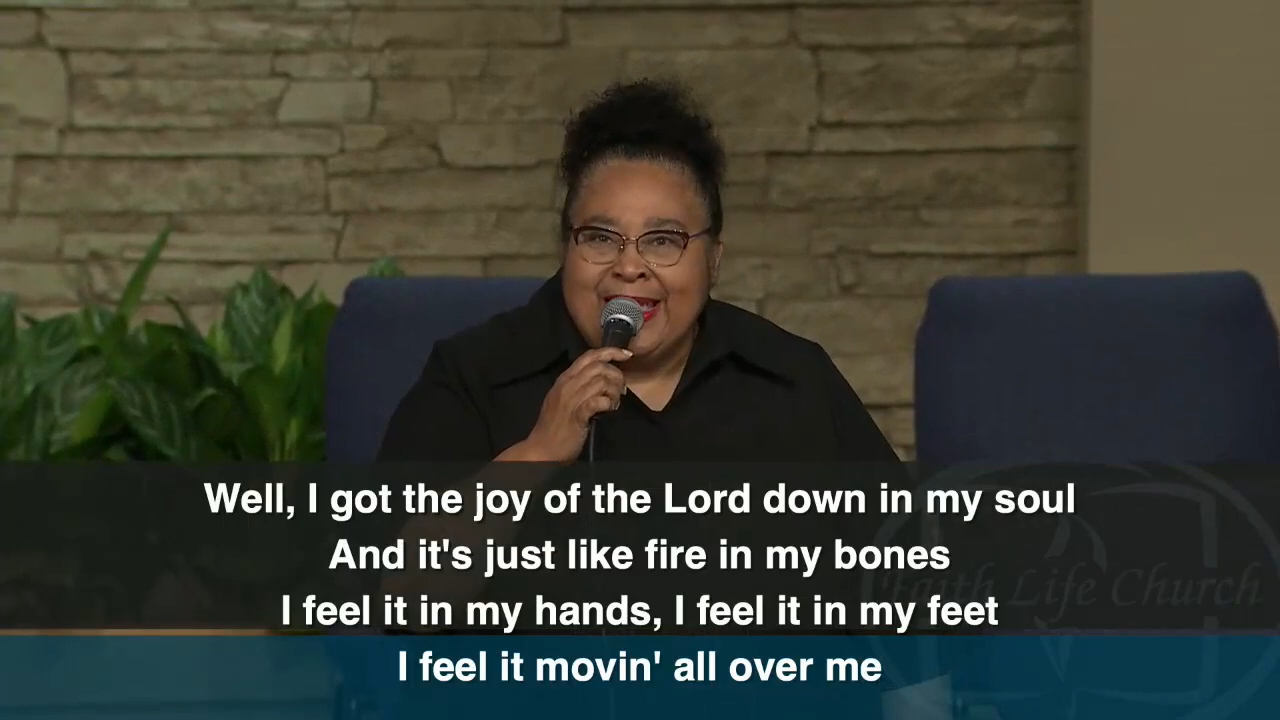 Well, I got the joy of the Lord down in my soul
And it's just like fire in my bones
I feel it in my hands, I feel it in my feet
I feel it movin' all over me
Faith Life Church